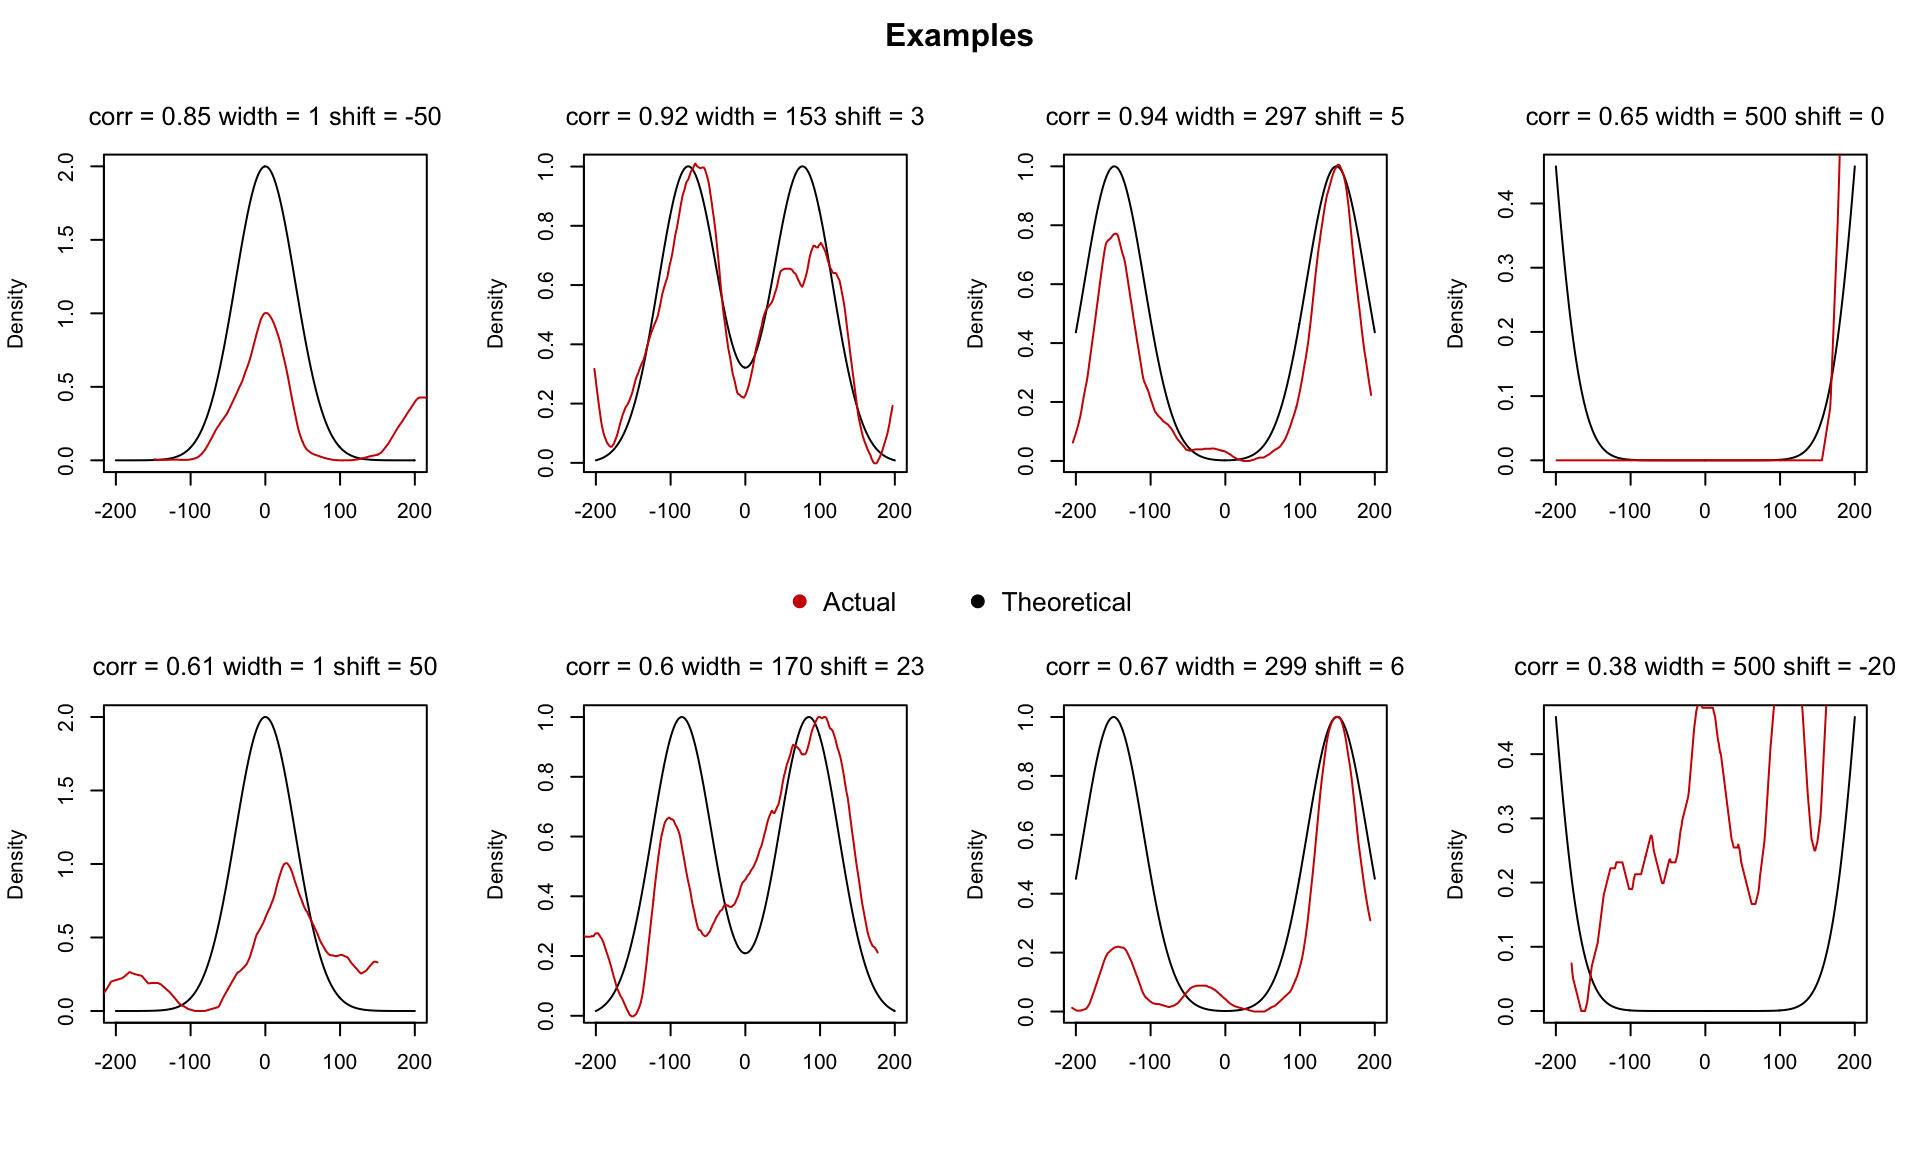 Examples
corr = 0.85 width = 1 shift = -50
Density
0.0 0.5 1.0 1.5 2.0
-200 -100 0 100 200
corr = 0.92 width = 153 shift = 3
Density
0.0 0.2 0.4 0.6 0.8 1.0
-200 -100 0 100 200
corr = 0.94 width = 297 shift = 5
Density
0.0 0.2 0.4 0.6 0.8 1.0
-200 -100 0 100 200
corr = 0.65 width = 500 shift = 0
Density
0.0 0.1 0.2 0.3 0.4
-200 -100 0 100 200
Actual Theoretical
corr = 0.61 width = 1 shift = 50
Density
0.0 0.5 1.0 1.5 2.0
-200 -100 0 100 200
corr = 0.6 width = 170 shift = 23
Density
0.0 0.2 0.4 0.6 0.8 1.0
-200 -100 0 100 200
corr = 0.67 width = 299 shift = 6
Density
0.0 0.2 0.4 0.6 0.8 1.0
-200 -100 0 100 200
corr = 0.38 width = 500 shift = -20
Density
0.0 0.1 0.2 0.3 0.4
-200 -100 0 100 200